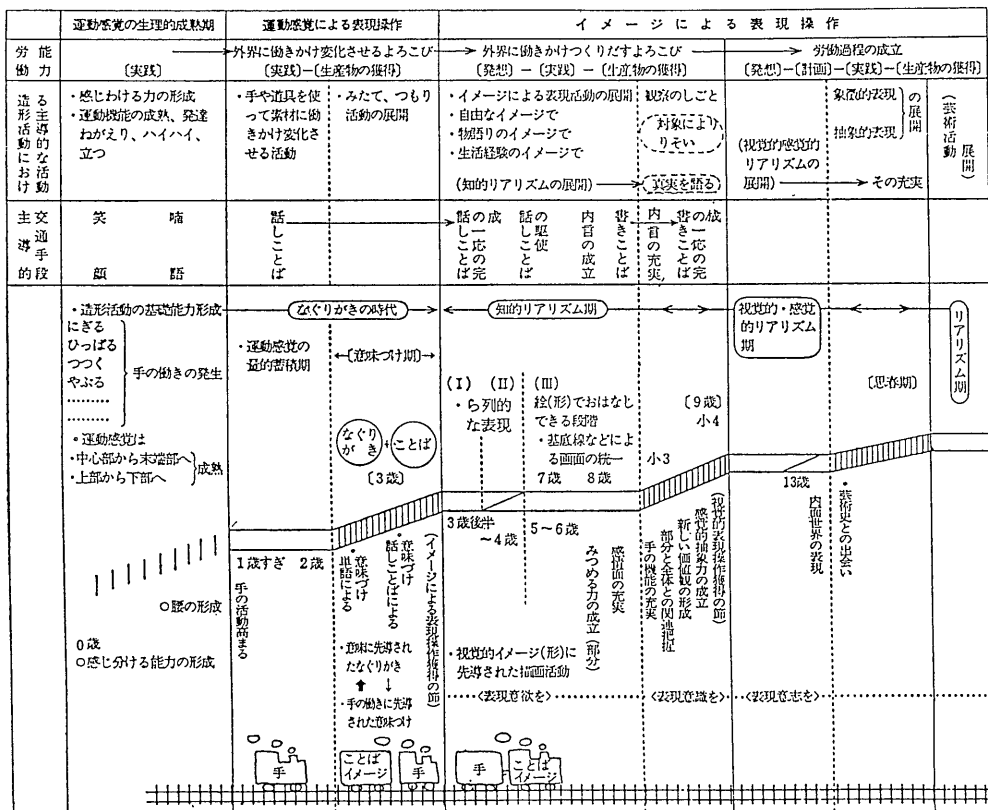 運動感覚の生理的成熟期
運動感覚による表現操作
イメージによる表現操作
労働能力
〔実践〕
外界に働きかけ変化させるよろこび
〔実践〕―〔生産物の獲得〕
外界に働きかけつくりだすよろこび
〔発想〕―〔実践〕―〔生産物の獲得〕
労働過程の成立
〔発想〕―〔計画〕―〔実践〕―〔生産物の獲得〕
造形活動における主導的な活動
・感じわける力の形成
・運動機能の成熟、発達
ねがえり、ハイハイ、
立つ
・手や道具を使
って素材に働
きかけ変化さ
せる活動
・みたて、つもり
活動の展開
・イメージによる表現活動の展開
・自由なイメージで
・物語りのイメージで
・生活経験のイメージで
(知的リアリズムの展開)
観察のしごと
対象により
りそい
真実を語る
(視覚的感覚的
リアリズムの
展開)
象徴的表現
抽象的表現
の展開
その充実
(芸術活動
展開)
主導的交通手段
笑顔
喃語
話しことば
話しことばの一応の完成
話しことばの駆使
内言の成立
書きことば
内言の充実
書きことばの一応の完成
・造形活動の基礎能力形成
にぎる
ひっぱる
つつく
やぶる
………
………
手の働きの発生
・運動感覚は
・中心部から末端部へ
・上部から下部へ
成熟
○腰の形成
0歳
○感じ分ける能力の形成
なぐりがきの時代
・運動感覚の
量的蓄積期
〔意味づけ期〕
なぐり
がき
+
ことば
〔3歳〕
1歳すぎ 2歳
手の活動高まる
・単語による
意味づけ
・話しことばによる
意味づけ
(イメージによる表現操作獲得の節)
・意味に先導され
たなぐりがき
・手の働きに先導
された意味つけ
知的リアリズム期
(I) (II) (III)
・ら列的
な表現
絵(形)でおはなし
できる段階
・基底線などによ
る画面の統一
7歳 8歳
3歳後半
~4歳
5~6歳
みつめる力の成立(部分)
感情面の充実
・視覚的イメージ(形)に
先導された描画活動
〔9歳〕
小4
小3
手の機能の充実
部分と全体との関連把握
新しい価値観の形成
感覚的抽象力の成立
(視覚的表現操作獲得の節)
視覚的・感覚
的リアリズム
期
〔思春期〕
13歳
内面世界の表現
・芸術史との出会い
リアリズム期
<表現意欲を>
<表現意識を>
<表現意志を>
手
ことば
イメージ
手
手
ことば
イメージ